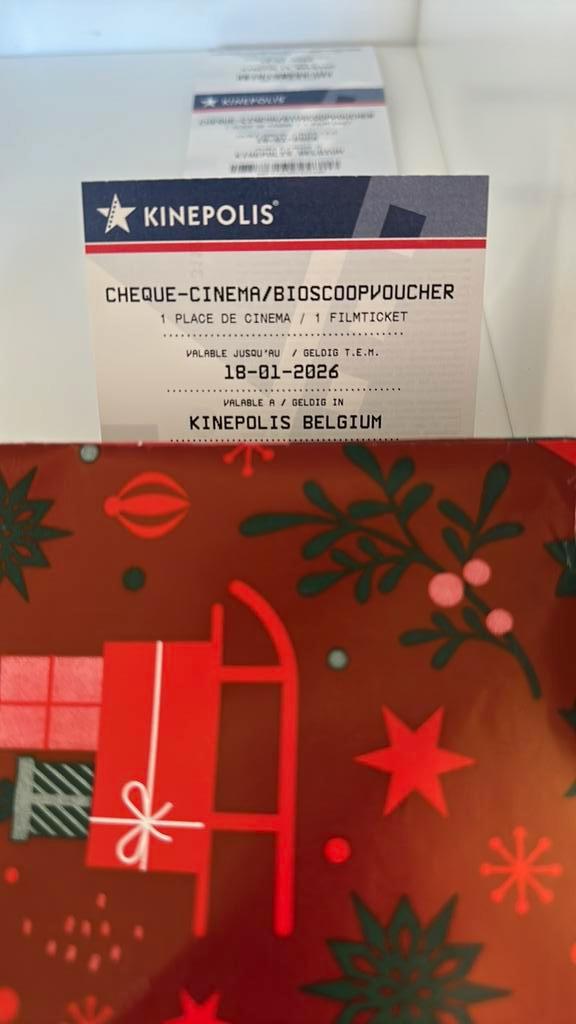 KINEPOLIS
KINEPOLIS®
CHEQUE-CINEMA/BIOSCOOPVOUCHER
1 PLACE DE CINEMA / 1 FILMTICKET
VALABLE JUSQU'AU / GELDIG T.E.M.
18-01-2026
VALABLE A / GELDIG IN
KINEPOLIS BELGIUM